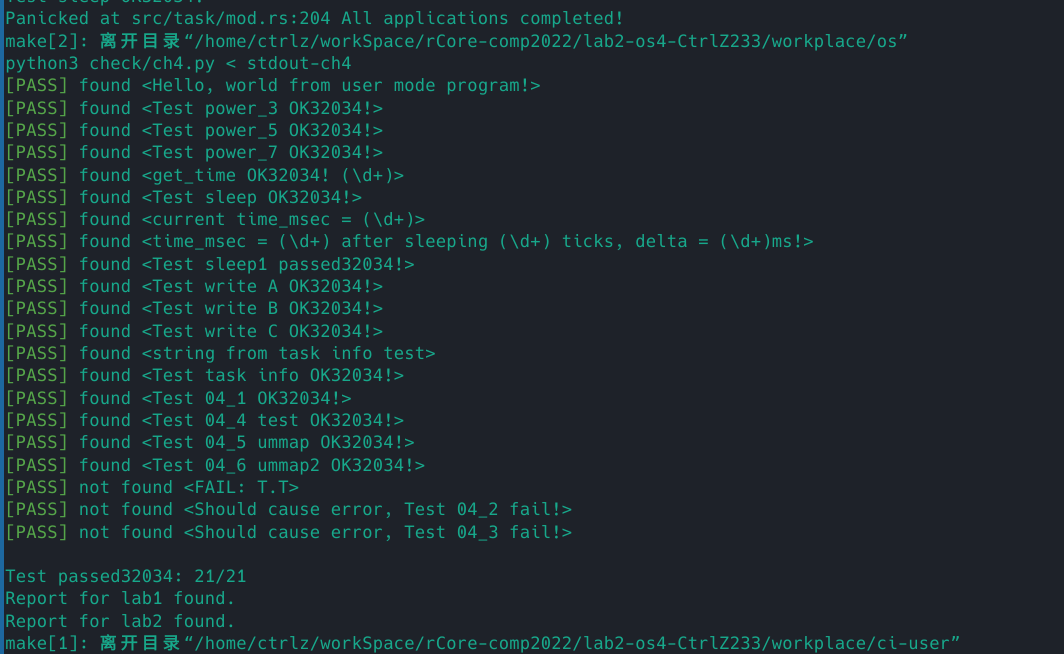 Test sleep OK32034!
Panicked at src/task/mod.rs:204 All applications completed!
make[2]: 离开目录“/home/ctrlz/workSpace/rCore-comp2022/lab2-os4-CtrlZ233/workplace/os”
python3 check/ch4.py < stdout-ch4
[PASS] found <Hello, world from user mode program!>
[PASS] found <Test power_3 OK32034!>
[PASS] found <Test power_5 OK32034!>
[PASS] found <Test power_7 OK32034!>
[PASS] found <get_time OK32034! (\d+)>
[PASS] found <Test sleep OK32034!>
[PASS] found <current time_msec = (\d+)>
[PASS] found <time_msec = (\d+) after sleeping (\d+) ticks, delta = (\d+)ms!>
[PASS] found <Test sleep1 passed32034!>
[PASS] found <Test write A OK32034!>
[PASS] found <Test write B OK32034!>
[PASS] found <Test write C OK32034!>
[PASS] found <string from task info test>
[PASS] found <Test task info OK32034!>
[PASS] found <Test 04_1 OK32034!>
[PASS] found <Test 04_4 test OK32034!>
[PASS] found <Test 04_5 ummap OK32034!>
[PASS] found <Test 04_6 ummap2 OK32034!>
[PASS] not found <FAIL: T.T>
[PASS] not found <Should cause error, Test 04_2 fail!>
[PASS] not found <Should cause error, Test 04_3 fail!>
Test passed32034: 21/21
Report for lab1 found.
Report for lab2 found.
make[1]: 离开目录“/home/ctrlz/workSpace/rCore-comp2022/lab2-os4-CtrlZ233/workplace/ci-user”